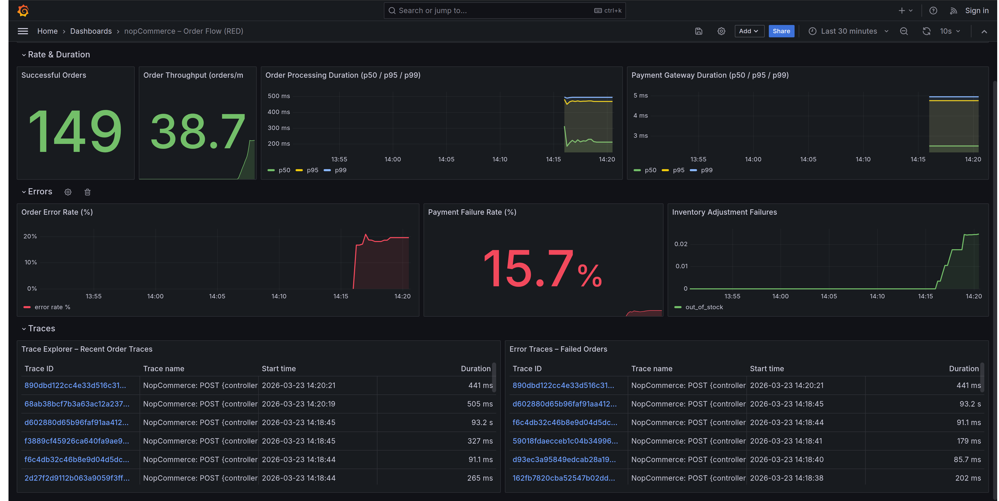 Search or jump to... ctrl+k Sign in
Home › Dashboards › nopCommerce – Order Flow (RED) Add Share Last 30 minutes 10s
Rate & Duration
Successful Orders
149
Order Throughput (orders/m
38.7
Order Processing Duration (p50 / p95 / p99)
500 ms
400 ms
300 ms
200 ms
13:55 14:00 14:05 14:10 14:15 14:20
p50 p95 p99
Payment Gateway Duration (p50 / p95 / p99)
5 ms
4 ms
3 ms
13:55 14:00 14:05 14:10 14:15 14:20
p50 p95 p99
Errors
Order Error Rate (%)
20%
10%
0%
13:55 14:00 14:05 14:10 14:15 14:20
error rate %
Payment Failure Rate (%)
15.7%
Inventory Adjustment Failures
0.02
0.01
0
13:55 14:00 14:05 14:10 14:15 14:20
out_of_stock
Traces
Trace Explorer – Recent Order Traces
Trace ID Trace name Start time Duration
890dbd122cc4e33d516c31... NopCommerce: POST {controller 2026-03-23 14:20:21 441 ms
68ab38bcf7b3a63ac12a237... NopCommerce: POST {controller 2026-03-23 14:20:19 505 ms
d602880d65b96faf91aa412... NopCommerce: POST {controller 2026-03-23 14:18:45 93.2 s
f3889cf45926ca640fa9ae9... NopCommerce: POST {controller 2026-03-23 14:18:45 327 ms
f6c4db32c46b8e9d04d5dc... NopCommerce: POST {controller 2026-03-23 14:18:44 91.1 ms
2d27f2d9112b063a9059f3ff... NopCommerce: POST {controller 2026-03-23 14:18:44 265 ms
Error Traces – Failed Orders
Trace ID Trace name Start time Duration
890dbd122cc4e33d516c31... NopCommerce: POST {controller 2026-03-23 14:20:21 441 ms
d602880d65b96faf91aa412... NopCommerce: POST {controller 2026-03-23 14:18:45 93.2 s
f6c4db32c46b8e9d04d5dc... NopCommerce: POST {controller 2026-03-23 14:18:44 91.1 ms
59018fdaecceb1c04b34996... NopCommerce: POST {controller 2026-03-23 14:18:41 179 ms
d93ec3a95849edcab28a19... NopCommerce: POST {controller 2026-03-23 14:18:40 85.7 ms
162fb7820cba52547b02dd... NopCommerce: POST {controller 2026-03-23 14:18:38 202 ms